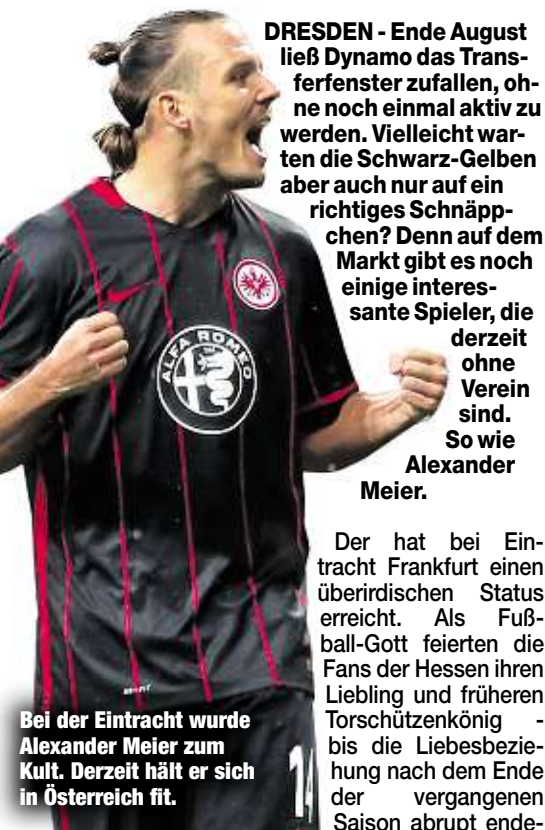 DRESDEN - Ende August
ließ Dynamo das Trans-
ferfenster zufallen, oh-
ne noch einmal aktiv zu
werden. Vielleicht war-
ten die Schwarz-Gelben
aber auch nur auf ein
richtiges Schnäpp-
chen? Denn auf dem
Markt gibt es noch
einige interes-
sante Spieler, die
derzeit
ohne
Verein
sind.
So wie
Alexander
Meier.
Der hat bei Ein-
tracht Frankfurt einen
überirdischen Status
erreicht. Als Fuß-
ball-Gott feierten die
Fans der Hessen ihren
Liebling und früheren
Torschützenkönig -
bis die Liebesbezie-
hung nach dem Ende
der vergangenen
Saison abrupt ende-
ALFA ROMEO
Bei der Eintracht wurde
Alexander Meier zum
Kult. Derzeit hält er sich
in Österreich fit.
14